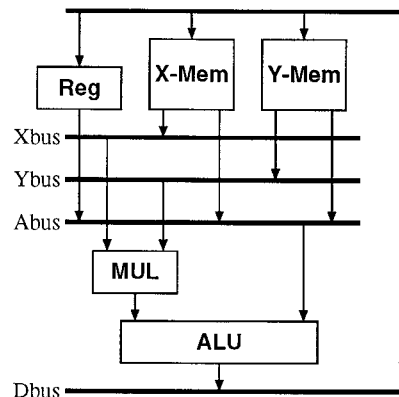 Reg
X-Mem
Y-Mem
Xbus
Ybus
Abus
MUL
ALU
Dbus